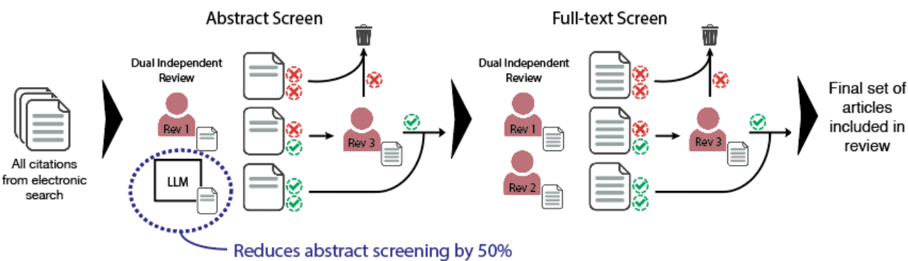 Abstract Screen
Full-text Screen
Dual Independent
Review
Rev 1
LLM
Rev 3
All citations
from electronic
search
Dual Independent
Review
Rev 1
Rev 2
Rev 3
Final set of
articles
included in
review
Reduces abstract screening by 50%